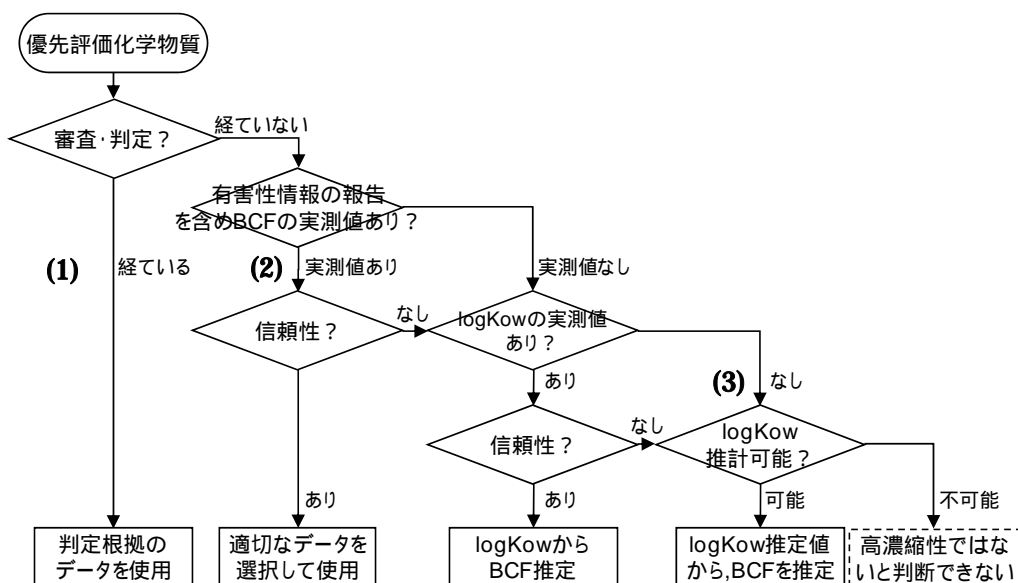 優先評価化学物質
審査・判定？
経ていない
有害性情報の報告
を含めBCFの実測値あり？
(1)
経ている
(2)
実測値あり
実測値なし
信頼性？
なし
logKowの実測値
あり？
(3)
なし
あり
信頼性？
なし
logKow
推計可能？
あり
あり
可能
不可能
判定根拠の
データを使用
適切なデータを
選択して使用
logKowから
BCF推定
logKow推定値
から,BCFを推定
高濃縮性ではな
いと判断できない